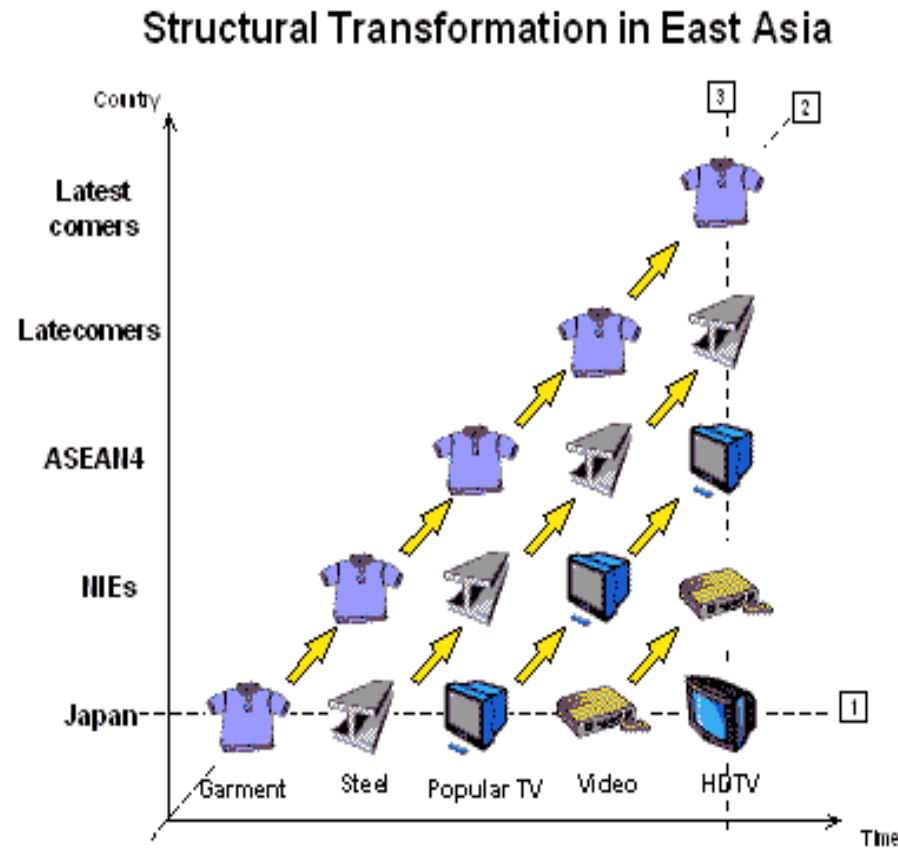 Structural Transformation in East Asia
Country
3
2
Latest
comers
Latecomers
ASEAN4
NIEs
Japan
1
Garment
Steel
Popular TV
Video
HDTV
Time